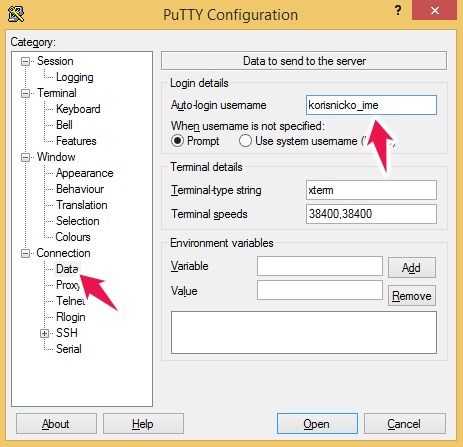 PuTTY Configuration
?
Category:
Session
Logging
Terminal
Keyboard
Bell
Features
Window
Appearance
Behaviour
Translation
Selection
Colours
Connection
Data
Proxy
Telnet
Rlogin
SSH
Serial
Data to send to the server
Login details
Auto-login username
korisnicko_ime
When username is not specified:
Prompt
Use system username (
Terminal details
Terminal-type string
xterm
Terminal speeds
38400,38400
Environment variables
Variable
Add
Value
Remove
About
Help
Open
Cancel